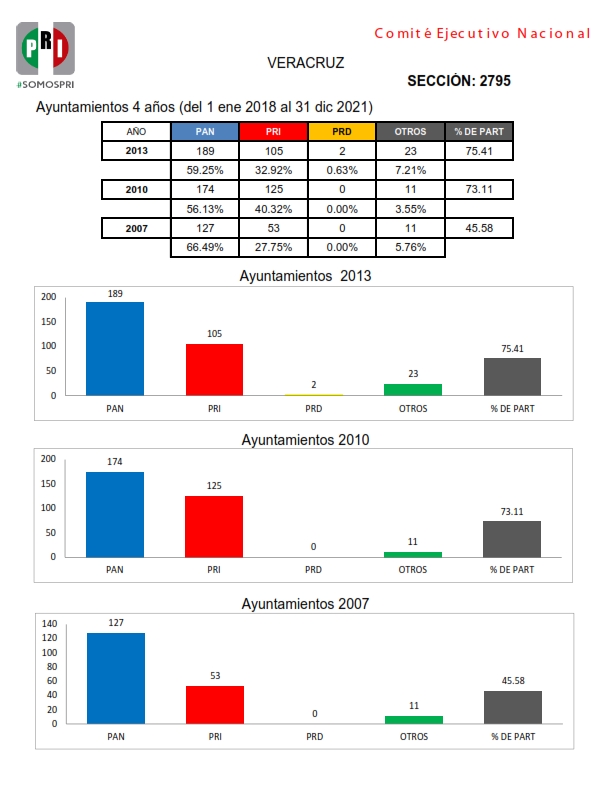 Comité Ejecutivo Nacional
PRI
#SOMOSPRI
VERACRUZ
SECCIÓN: 2795
Ayuntamientos 4 años (del 1 ene 2018 al 31 dic 2021)
AÑO PAN PRI PRD OTROS % DE PART
2013 189 105 2 23 75.41
59.25% 32.92% 0.63% 7.21%
2010 174 125 0 11 73.11
56.13% 40.32% 0.00% 3.55%
2007 127 53 0 11 45.58
66.49% 27.75% 0.00% 5.76%
Ayuntamientos 2013
200
150
100
50
0
189 105 2 23 75.41
PAN PRI PRD OTROS % DE PART
Ayuntamientos 2010
200
150
100
50
0
174 125 0 11 73.11
PAN PRI PRD OTROS % DE PART
Ayuntamientos 2007
140
120
100
80
60
40
20
0
127 53 0 11 45.58
PAN PRI PRD OTROS % DE PART